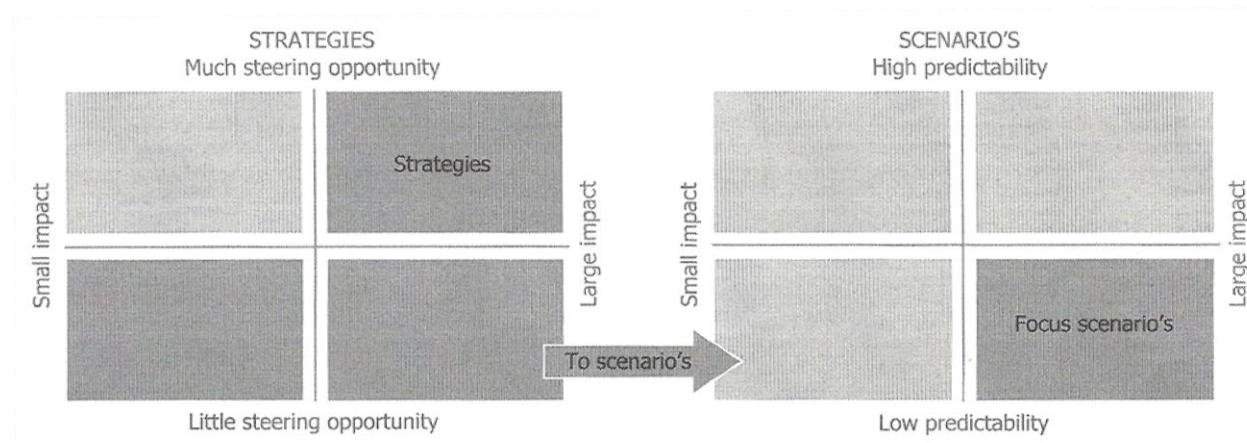 STRATEGIES
Much steering opportunity
Small impact
Strategies
Large impact
Little steering opportunity
To scenario's
SCENARIO'S
High predictability
Small impact
Large impact
Focus scenario's
Low predictability